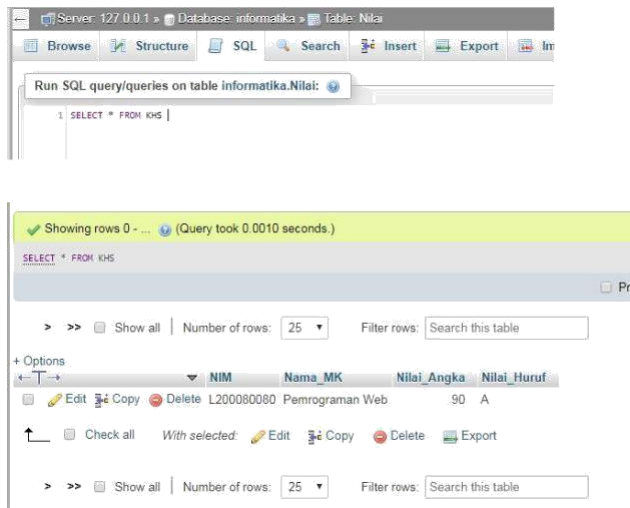 Server: 127.0.0.1 » Database: informatika » Table: Nilai
Browse Structure SQL Search Insert Export Im
Run SQL query/queries on table informatika.Nilai:
1 SELECT * FROM KHS
Showing rows 0 - ... (Query took 0.0010 seconds.)
SELECT * FROM KHS
Pr
> >> Show all | Number of rows: 25 Filter rows: Search this table
+ Options
←T→ NIM Nama_MK Nilai_Angka Nilai_Huruf
Edit Copy Delete L200080080 Pemrograman Web 90 A
Check all With selected: Edit Copy Delete Export
> >> Show all | Number of rows: 25 Filter rows: Search this table